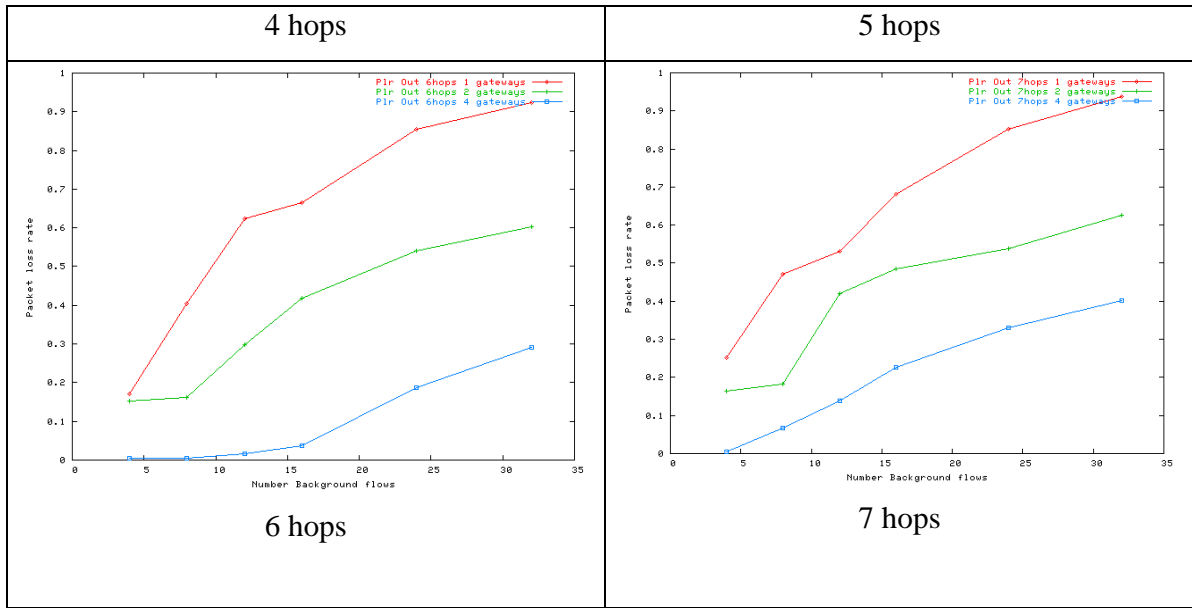 4 hops
5 hops
Plr Out 6hops 1 gateways
Plr Out 6hops 2 gateways
Plr Out 6hops 4 gateways
1
0.9
0.8
0.7
0.6
0.5
0.4
0.3
0.2
0.1
0
Packet loss rate
0 5 10 15 20 25 30 35
Number Background flows
6 hops
Plr Out 7hops 1 gateways
Plr Out 7hops 2 gateways
Plr Out 7hops 4 gateways
1
0.9
0.8
0.7
0.6
0.5
0.4
0.3
0.2
0.1
0
Packet loss rate
0 5 10 15 20 25 30 35
Number Background flows
7 hops